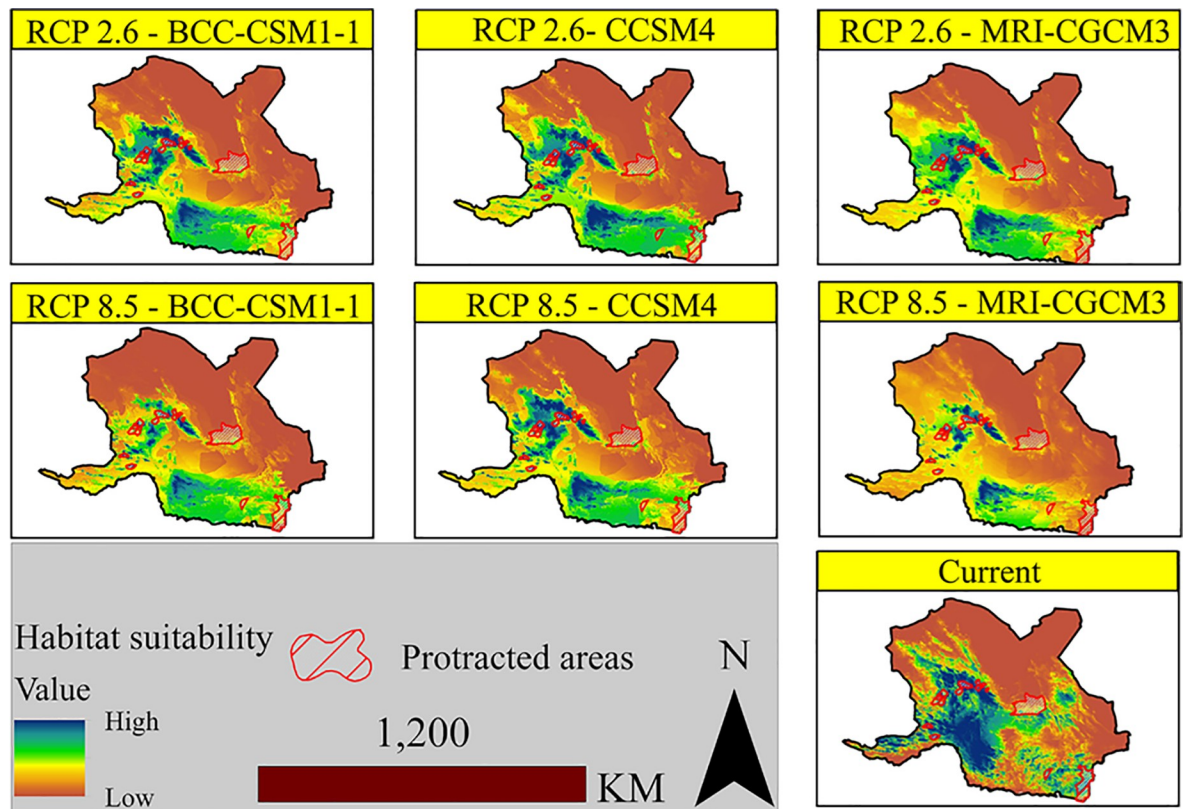 RCP 2.6 - BCC-CSM1-1
RCP 2.6- CCSM4
RCP 2.6 - MRI-CGCM3
RCP 8.5 - BCC-CSM1-1
RCP 8.5 - CCSM4
RCP 8.5 - MRI-CGCM3
Current
Habitat suitability
Value
High
Low
Protracted areas
1,200
KM
N